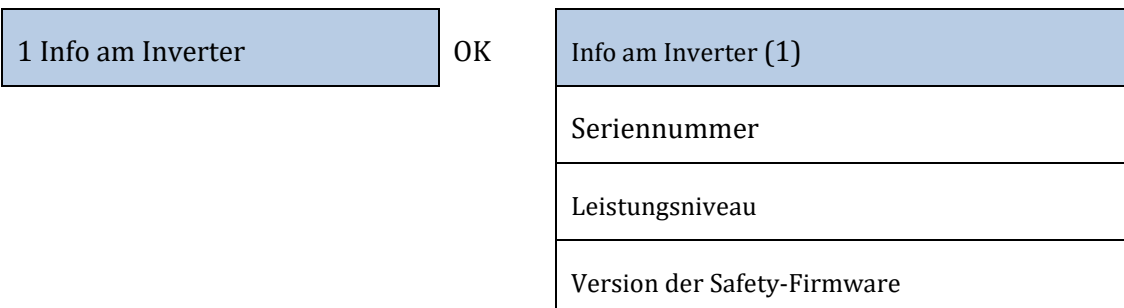 1 Info am Inverter
OK
Info am Inverter (1)
Seriennummer
Leistungsniveau
Version der Safety-Firmware